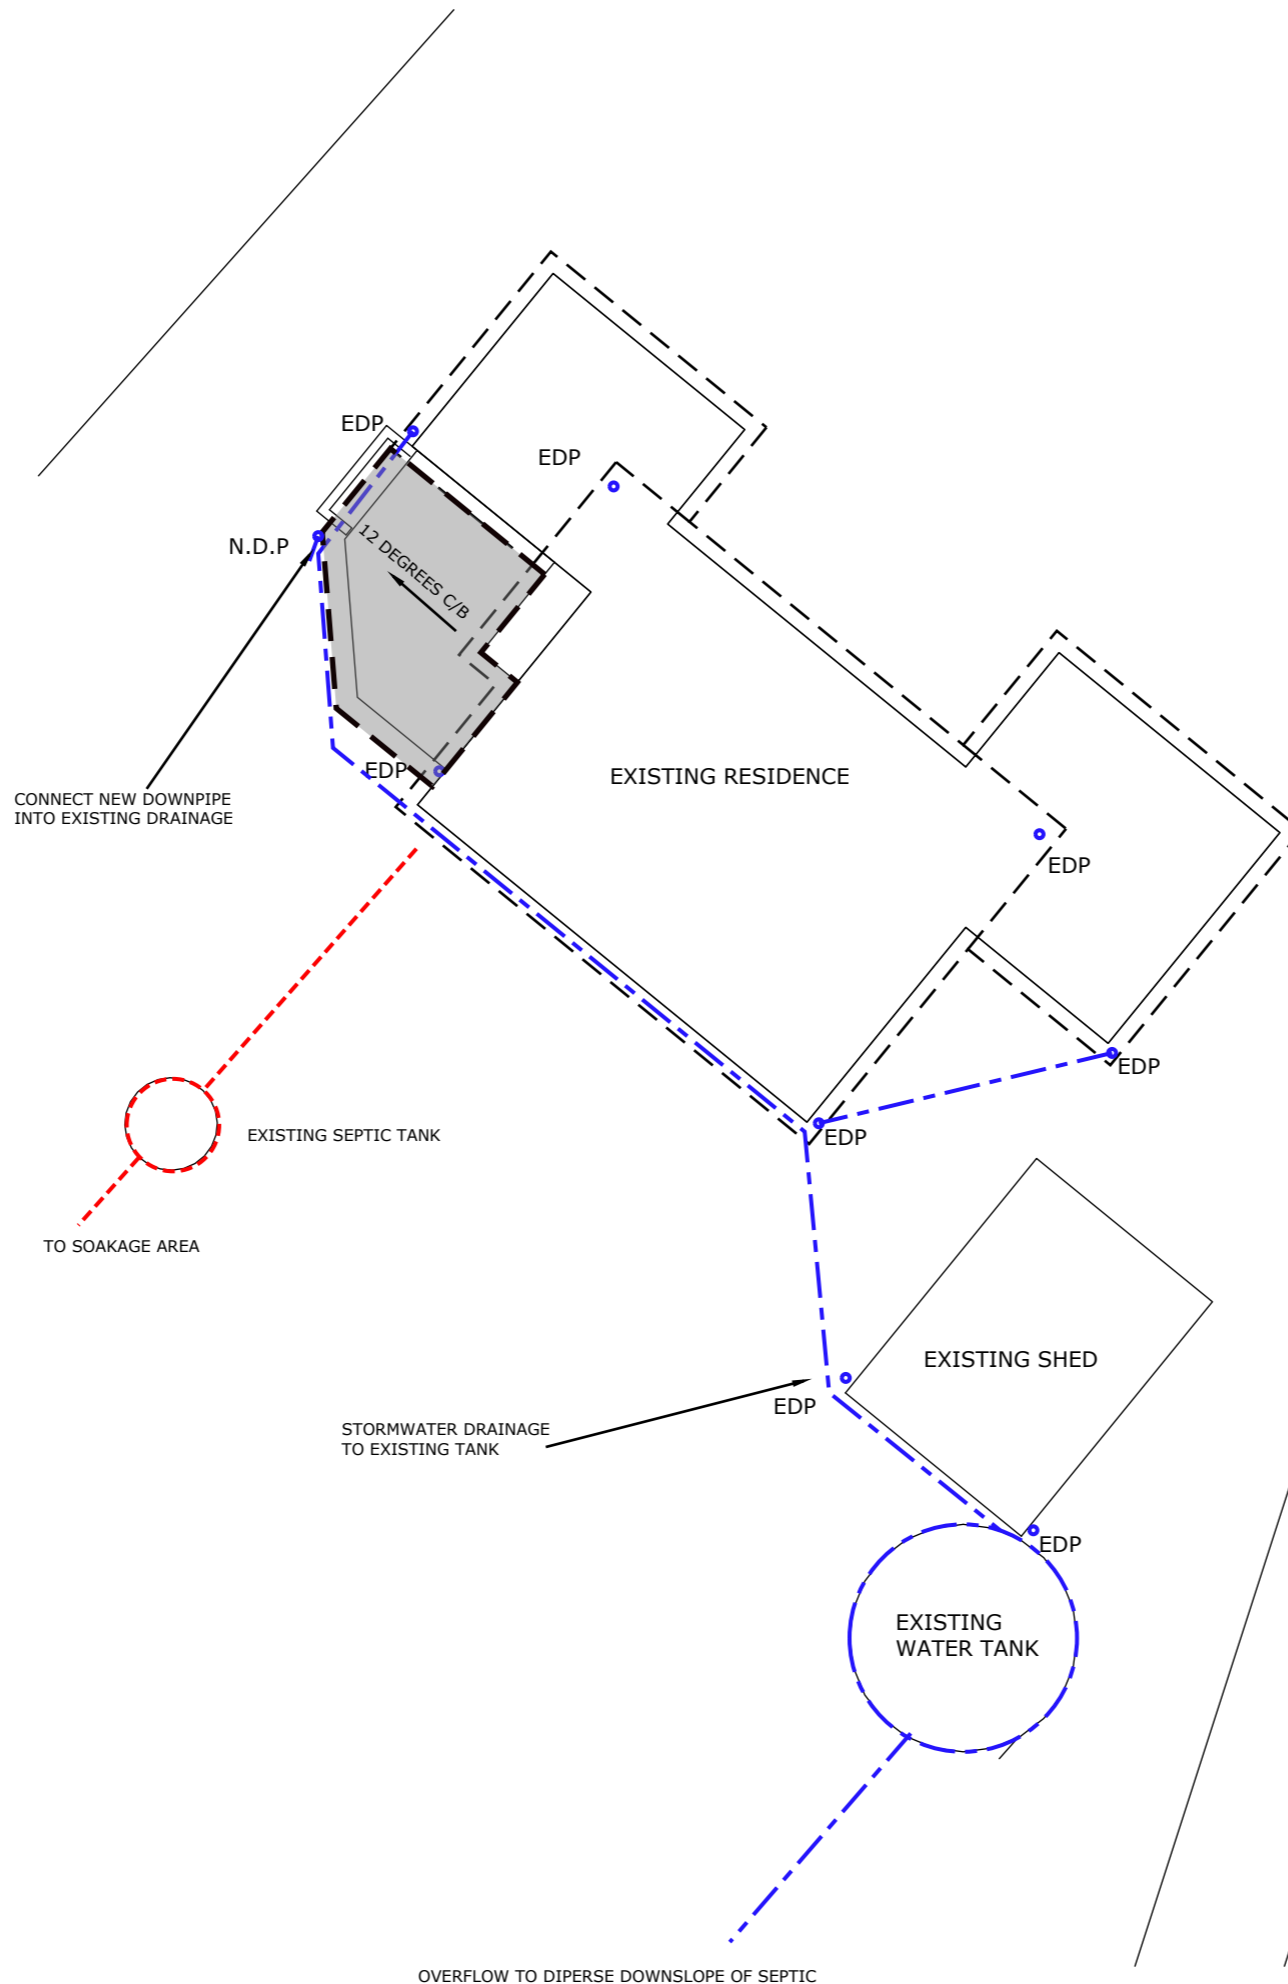 EDP
EDP
N.D.P
12 DEGREES C/B
EDP
EXISTING RESIDENCE
CONNECT NEW DOWNPIPE
INTO EXISTING DRAINAGE
EDP
EDP
EDP
EXISTING SEPTIC TANK
TO SOAKAGE AREA
EXISTING SHED
EDP
STORMWATER DRAINAGE
TO EXISTING TANK
EDP
EXISTING
WATER TANK
OVERFLOW TO DIPERSE DOWNSLOPE OF SEPTIC